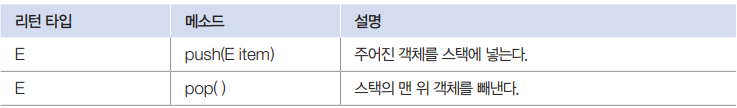 리턴 타입 메소드 설명
E push(E item) 주어진 객체를 스택에 넣는다.
E pop( ) 스택의 맨 위 객체를 빼낸다.